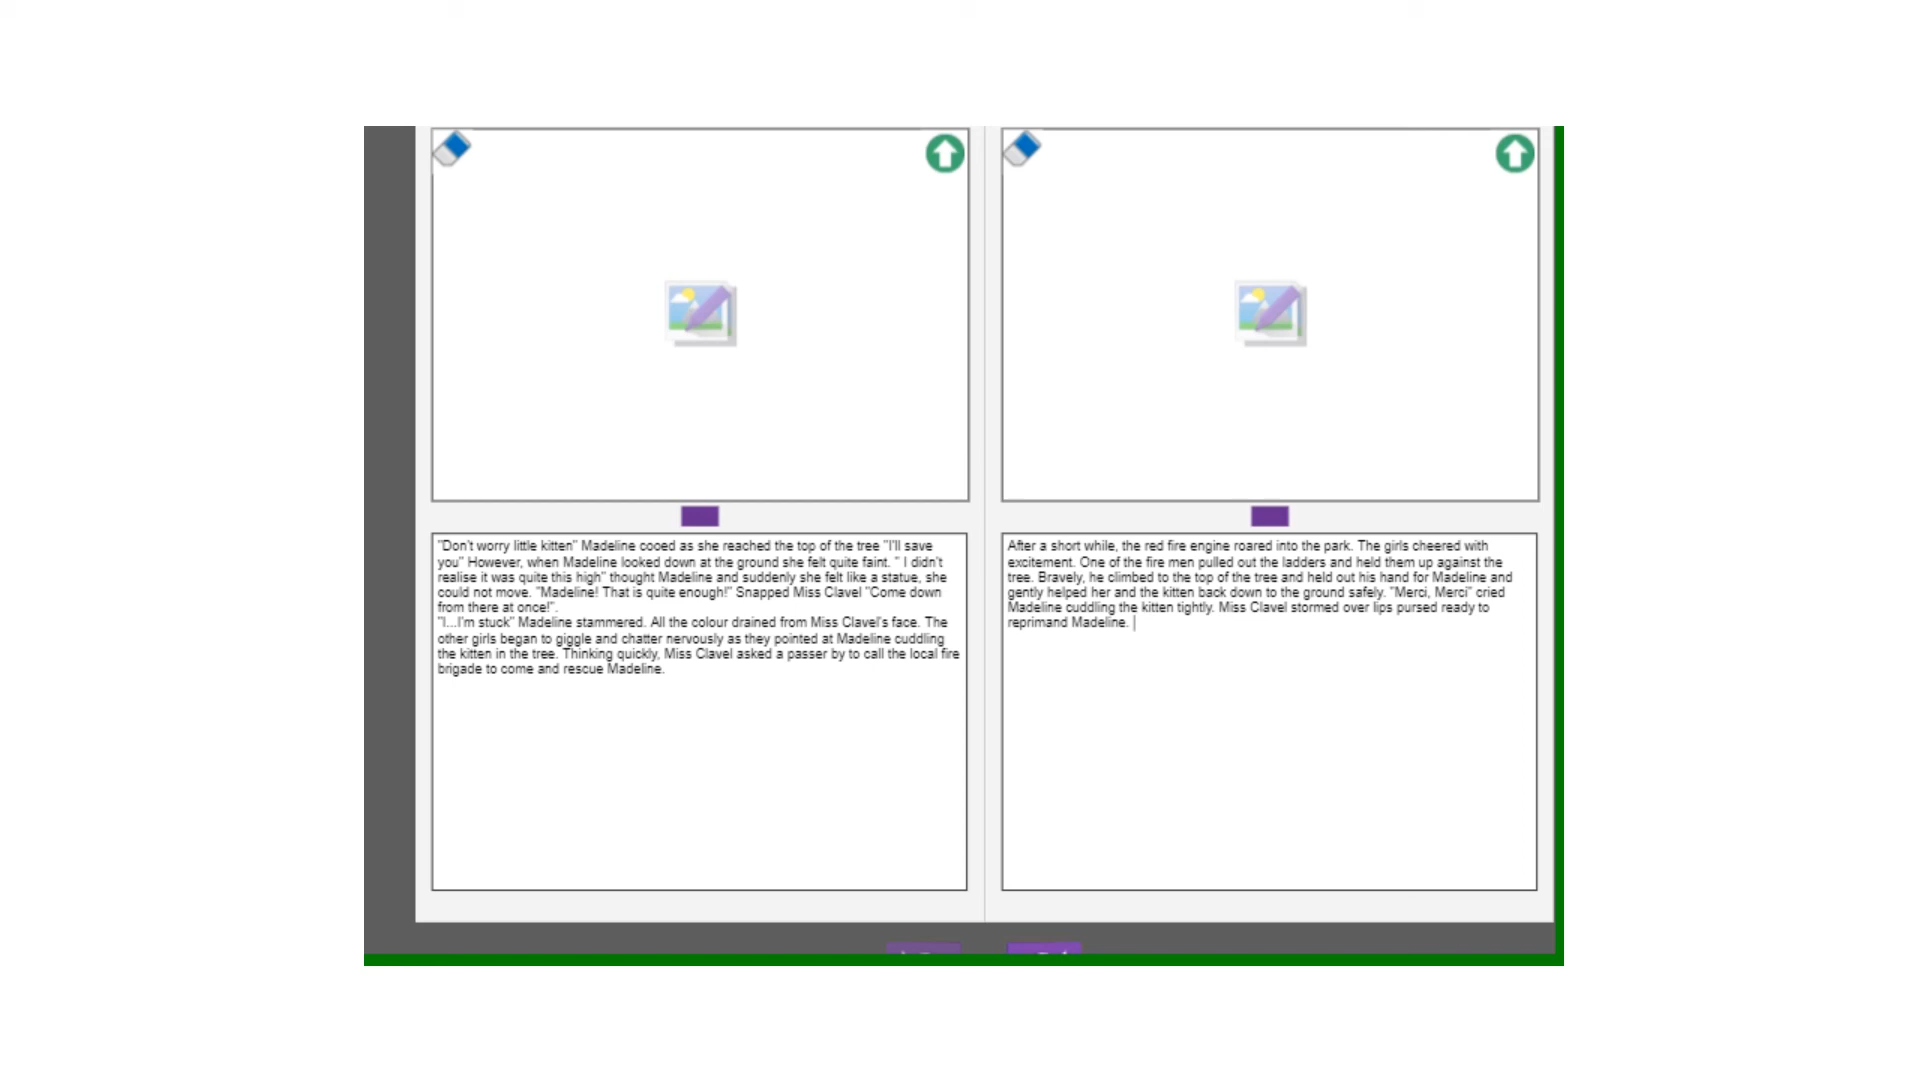 "Don't worry little kitten" Madeline cooed as she reached the top of the tree "I'll save
you" However, when Madeline looked down at the ground she felt quite faint. " I didn't
realise it was quite this high" thought Madeline and suddenly she felt like a statue, she
could not move. "Madeline! That is quite enough!" Snapped Miss Clavel "Come down
from there at once!".
"I...I'm stuck" Madeline stammered. All the colour drained from Miss Clavel's face. The
other girls began to giggle and chatter nervously as they pointed at Madeline cuddling
the kitten in the tree. Thinking quickly, Miss Clavel asked a passer by to call the local fire
brigade to come and rescue Madeline.
After a short while, the red fire engine roared into the park. The girls cheered with
excitement. One of the fire men pulled out the ladders and held them up against the
tree. Bravely, he climbed to the top of the tree and held out his hand for Madeline and
gently helped her and the kitten back down to the ground safely. "Merci, Merci" cried
Madeline cuddling the kitten tightly. Miss Clavel stormed over lips pursed ready to
reprimand Madeline.